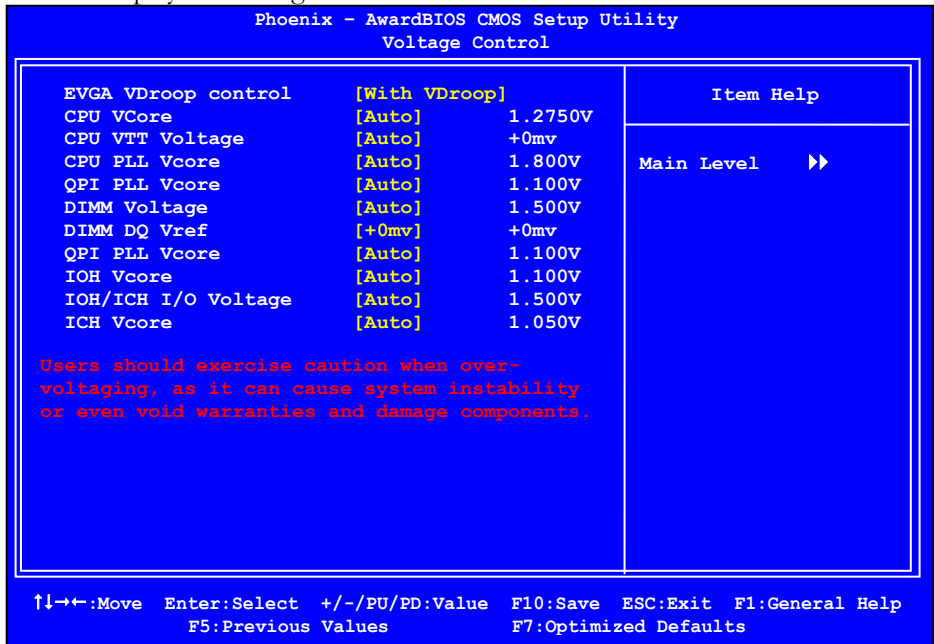 Phoenix – AwardBIOS CMOS Setup Utility
Voltage Control
EVGA VDroop control [With VDroop]
CPU VCore [Auto] 1.2750V
CPU VTT Voltage [Auto] +0mv
CPU PLL Vcore [Auto] 1.800V
QPI PLL Vcore [Auto] 1.100V
DIMM Voltage [Auto] 1.500V
DIMM DQ Vref [+0mv] +0mv
QPI PLL Vcore [Auto] 1.100V
IOH Vcore [Auto] 1.100V
IOH/ICH I/O Voltage [Auto] 1.500V
ICH Vcore [Auto] 1.050V
Users should exercise caution when over-
voltaging, as it can cause system instability
or even void warranties and damage components.
Item Help
Main Level
↑↓→←:Move Enter:Select +/-/PU/PD:Value F10:Save ESC:Exit F1:General Help
F5:Previous Values F7:Optimized Defaults